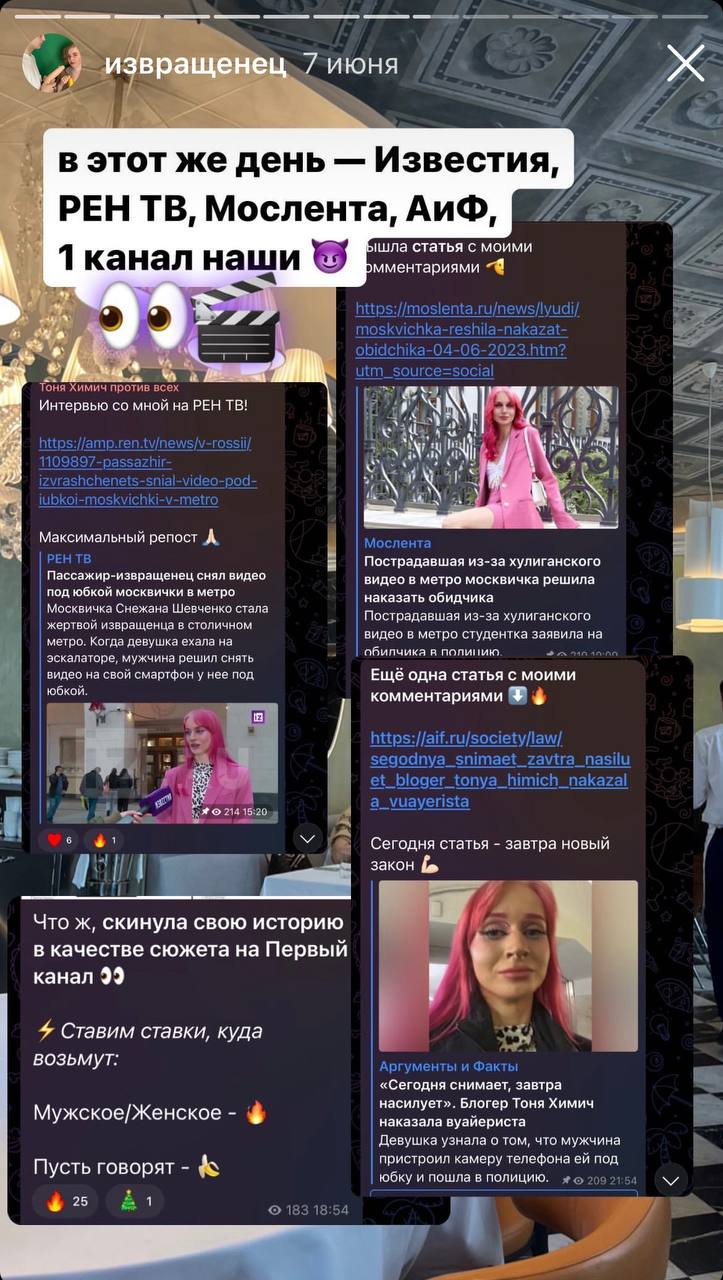 извращенец 7 июня
в этот же день — Известия,
РЕН ТВ, Мослента, АиФ,
1 канал наши 😈
👀🎬
ышла статья с моими
омментариями 🫡
https://moslenta.ru/news/lyudi/
moskvichka-reshila-nakazat-
obidchika-04-06-2023.htm?
utm_source=social
Мослента
Пострадавшая из-за хулиганского
видео в метро москвичка решила
наказать обидчика
Пострадавшая из-за хулиганского
видео в метро студентка заявила на
обидчика в полицию.
Тоня Химич против всех
Интервью со мной на РЕН ТВ!
https://amp.ren.tv/news/v-rossii/
1109897-passazhir-
izvrashchenets-snial-video-pod-
iubkoi-moskvichki-v-metro
Максимальный репост 🙏🏻
РЕН ТВ
Пассажир-извращенец снял видео
под юбкой москвички в метро
Москвичка Снежана Шевченко стала
жертвой извращенца в столичном
метро. Когда девушка ехала на
эскалаторе, мужчина решил снять
видео на свой смартфон у нее под
юбкой.
214 15:20
❤️ 6 🔥 1
Ещё одна статья с моими
комментариями ⬇️🔥
https://aif.ru/society/law/
segodnya_snimaet_zavtra_nasilu
et_bloger_tonya_himich_nakazal
a_vuayerista
Сегодня статья - завтра новый
закон 💪🏻
Аргументы и Факты
«Сегодня снимает, завтра
насилует». Блогер Тоня Химич
наказала вуайериста
Девушка узнала о том, что мужчина
пристроил камеру телефона ей под
юбку и пошла в полицию.
209 21:54
Что ж, скинула свою историю
в качестве сюжета на Первый
канал 👀
⚡️Ставим ставки, куда
возьмут:
Мужское/Женское - 🔥
Пусть говорят - 🍌
🔥 25 🎄 1
183 18:54